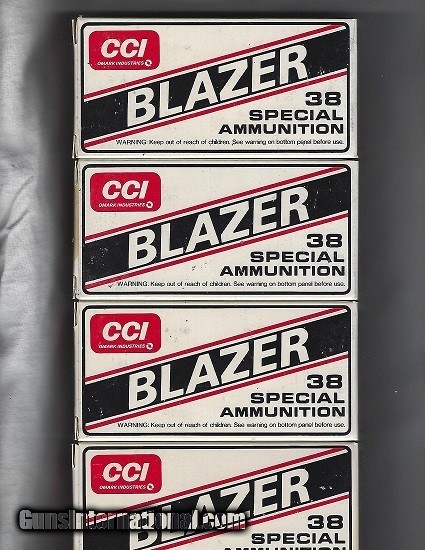 CCI
OMARK INDUSTRIES
BLAZER
38
SPECIAL
AMMUNITION
WARNING: Keep out of reach of children. See warning on bottom panel before use.
CCI
OMARK INDUSTRIES
BLAZER
38
SPECIAL
AMMUNITION
WARNING: Keep out of reach of children. See warning on bottom panel before use.
CCI
OMARK INDUSTRIES
BLAZER
38
SPECIAL
AMMUNITION
WARNING: Keep out of reach of children. See warning on bottom panel before use.
CCI
OMARK INDUSTRIES
BLAZER
38
SPECIAL
AMMUNITION
GunsInternational.com